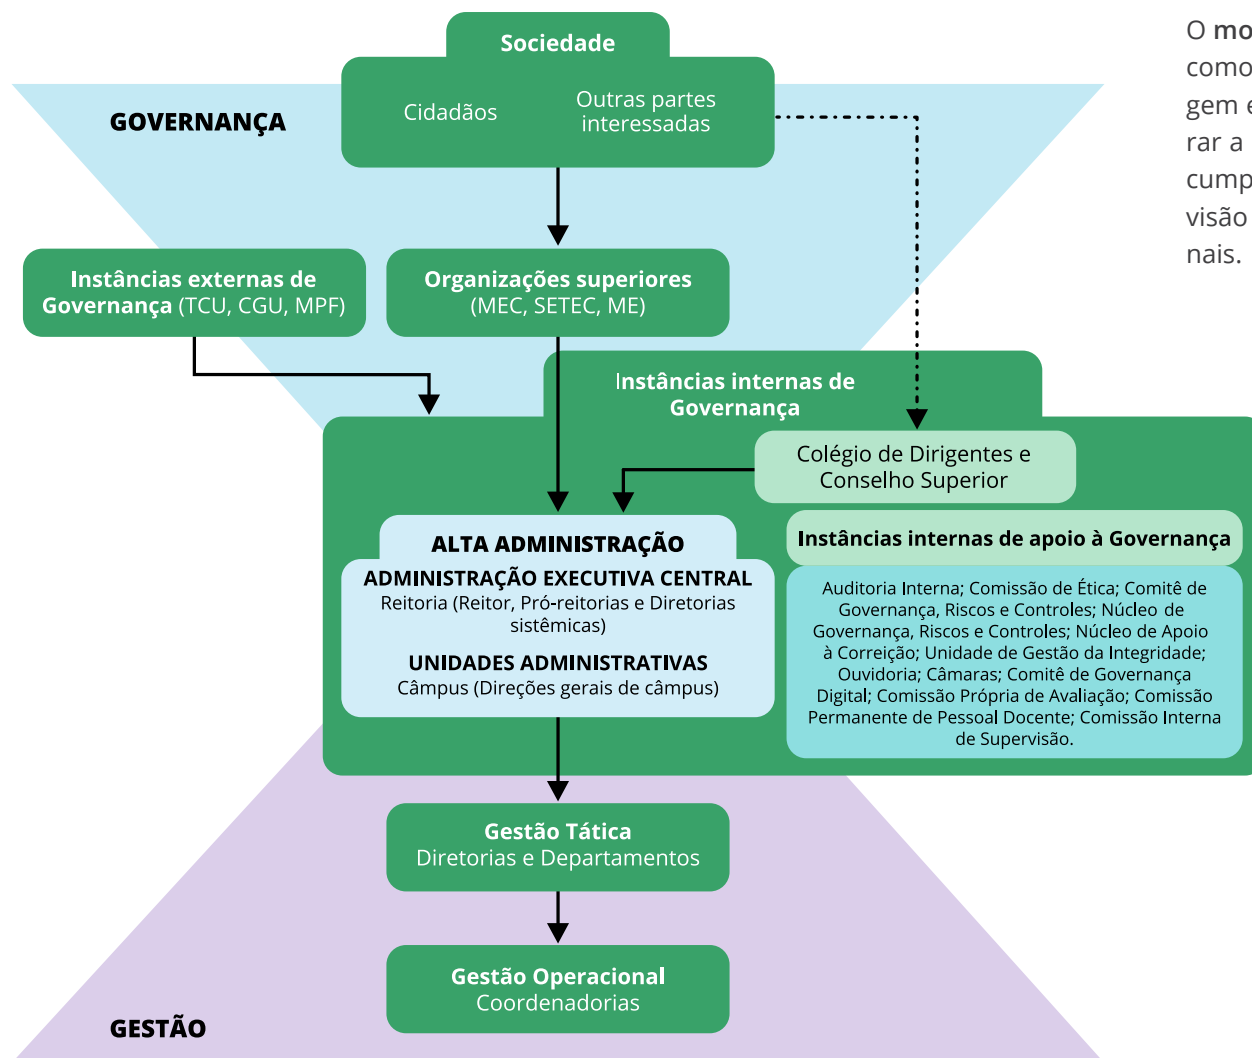 Sociedade
Cidadãos
Outras partes
interessadas
GOVERNANÇA
O mo
como
gem e
rar a
cump
visão
nais.
Instâncias externas de
Governança (TCU, CGU, MPF)
Organizações superiores
(MEC, SETEC, ME)
Instâncias internas de
Governança
Colégio de Dirigentes e
Conselho Superior
ALTA ADMINISTRAÇÃO
ADMINISTRAÇÃO EXECUTIVA CENTRAL
Reitoria (Reitor, Pró-reitorias e Diretorias
sistêmicas)
UNIDADES ADMINISTRATIVAS
Câmpus (Direções gerais de câmpus)
Instâncias internas de apoio à Governança
Auditoria Interna; Comissão de Ética; Comitê de
Governança, Riscos e Controles; Núcleo de
Governança, Riscos e Controles; Núcleo de Apoio
à Correição; Unidade de Gestão da Integridade;
Ouvidoria; Câmaras; Comitê de Governança
Digital; Comissão Própria de Avaliação; Comissão
Permanente de Pessoal Docente; Comissão Interna
de Supervisão.
Gestão Tática
Diretorias e Departamentos
Gestão Operacional
Coordenadorias
GESTÃO